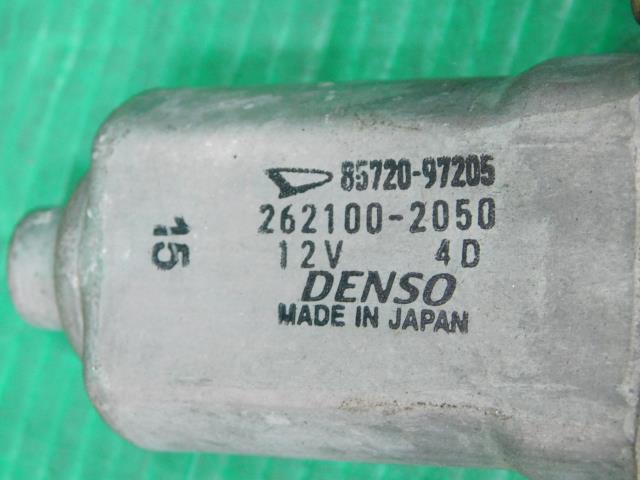 85720-97205
262100-2050
12V 4D
DENSO
MADE IN JAPAN
15